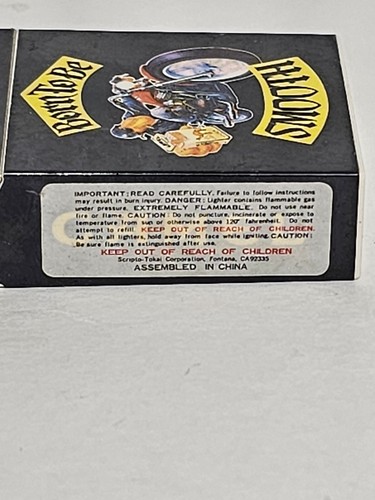 Born To Be
SMOOTH
IMPORTANT: READ CAREFULLY. Failure to follow instructions
may result in burn injury. DANGER: Lighter contains flammable gas
under pressure. EXTREMELY FLAMMABLE. Do not use near
fire or flame. CAUTION: Do not puncture, incinerate or expose to
temperature from sun or otherwise above 120° fahrenheit. Do not
attempt to refill. KEEP OUT OF REACH OF CHILDREN.
As with all lighters, hold away from face while igniting. CAUTION:
Be sure flame is extinguished after use.
KEEP OUT OF REACH OF CHILDREN
Scripto-Tokai Corporation, Fontana, CA92335
ASSEMBLED IN CHINA